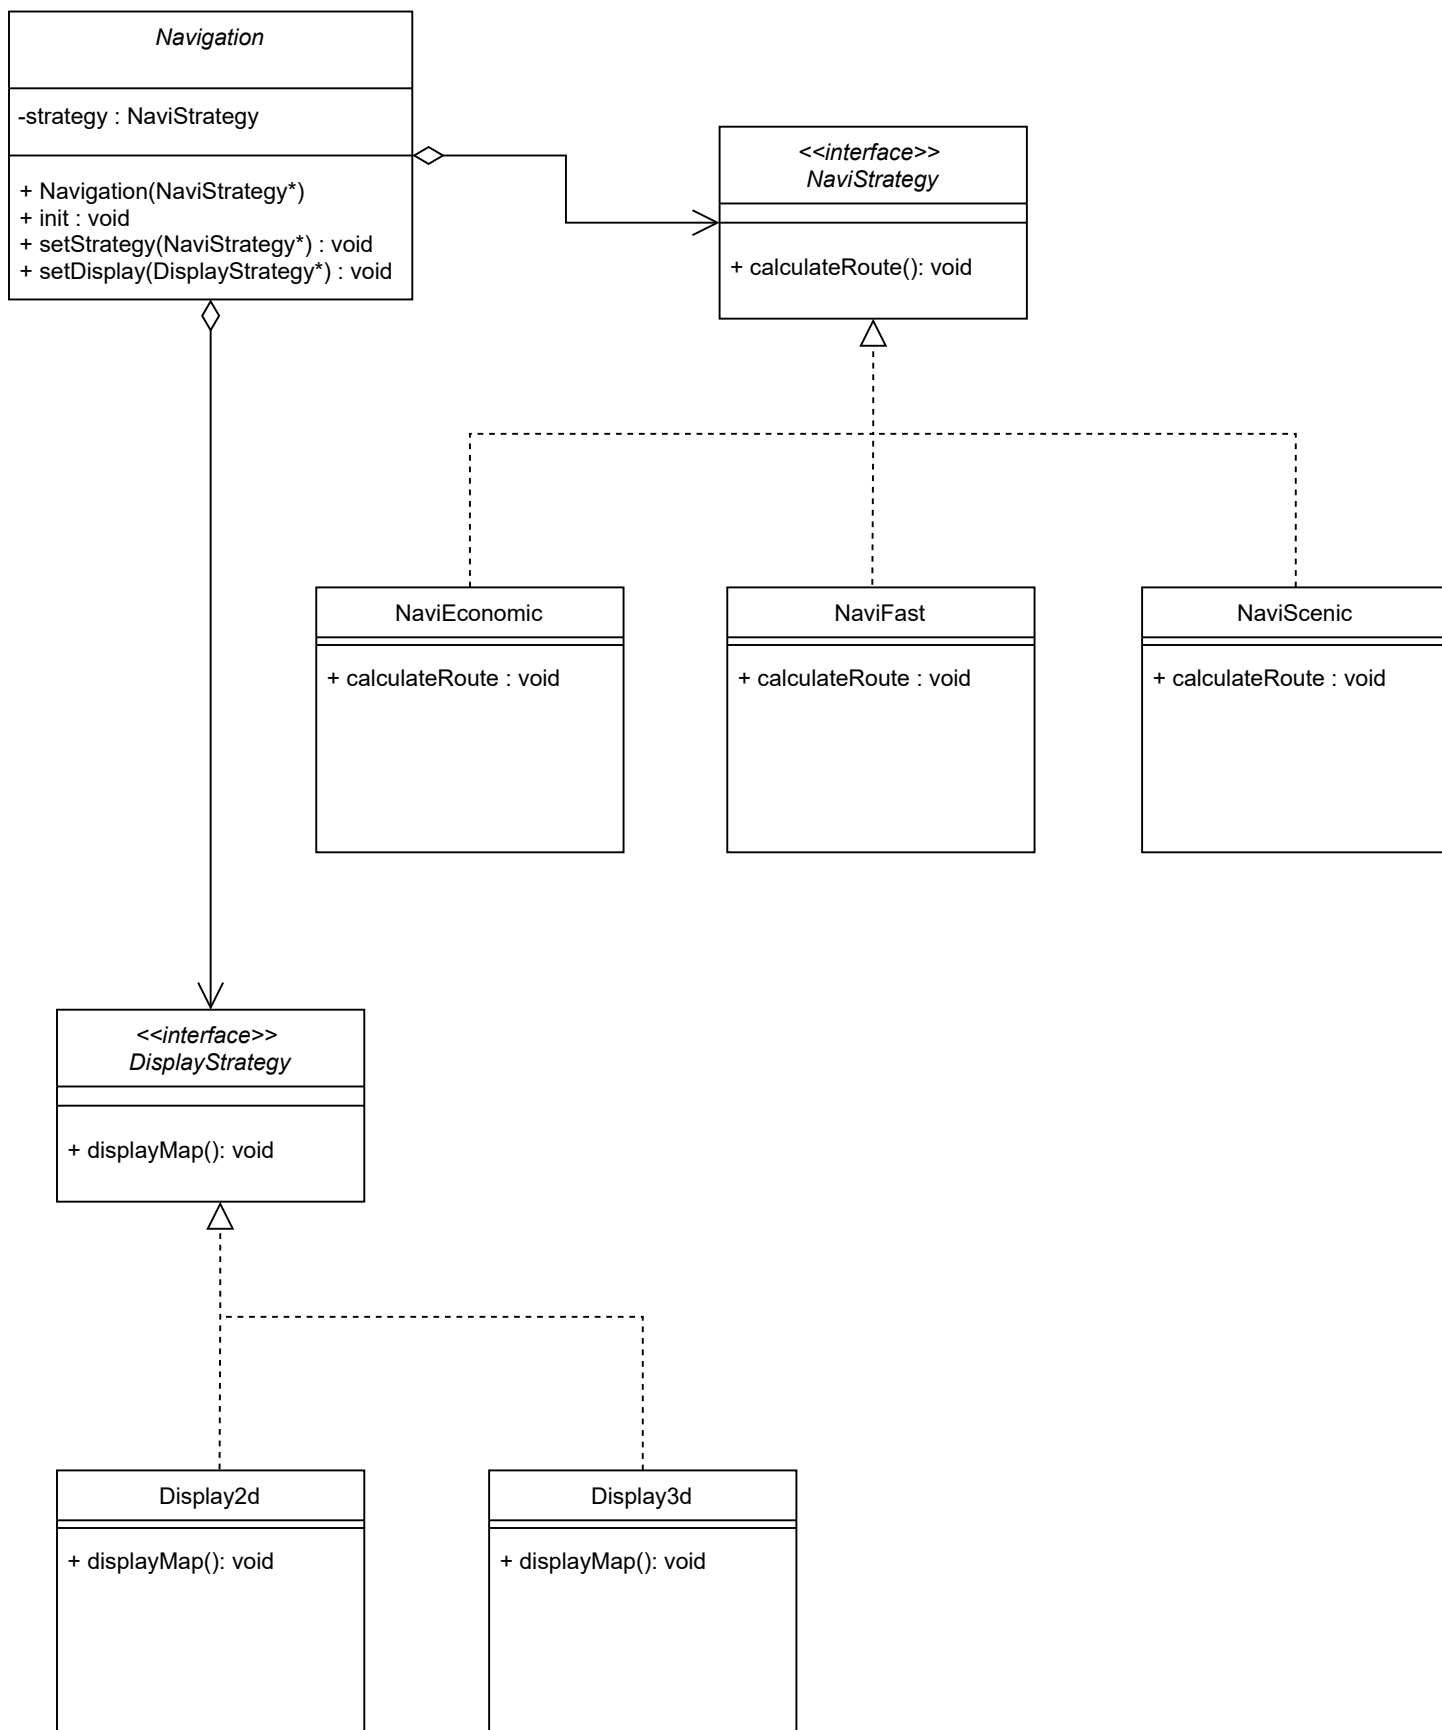 Navigation
-strategy : NaviStrategy
+ Navigation(NaviStrategy*)
+ init : void
+ setStrategy(NaviStrategy*) : void
+ setDisplay(DisplayStrategy*) : void
<<interface>>
NaviStrategy
+ calculateRoute(): void
NaviEconomic
+ calculateRoute : void
NaviFast
+ calculateRoute : void
NaviScenic
+ calculateRoute : void
<<interface>>
DisplayStrategy
+ displayMap(): void
Display2d
+ displayMap(): void
Display3d
+ displayMap(): void